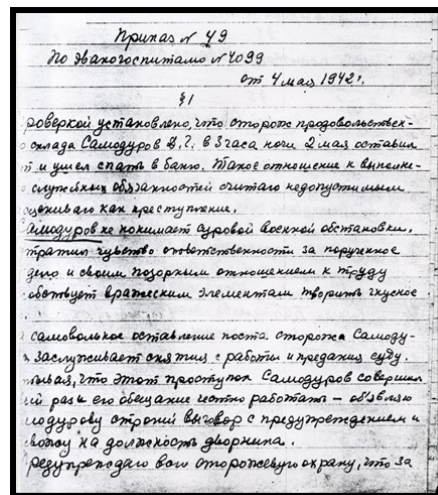 Приказ № 49
По Эвакогоспиталю № 4099
от 4 мая 1942 г.
§ 1
роверкой установлено, что сторож продовольствен-
склада Самодуров в 3 часа ночи 2 мая оставил
т и ушел спать в баню. Такое отношение к выполне-
служебных обязанностей считаю недопустимым
оцениваю как преступление.
амодуров не понимает суровой военной обстановки,
тратил чувство ответственности за порученное
дело и своим позорным отношением к труду
обствует вражеским элементам творить гнусное
самовольное оставление поста сторожа Самоду-
заслуживает снятия с работы и предания суду.
тывая, что этот проступок Самодуров совершил
ый раз и его обещание честно работать – объявляю
модурову строгий выговор с предупреждением и
вожу на должность дворника.
редупреждаю всю сторожевую охрану, что за